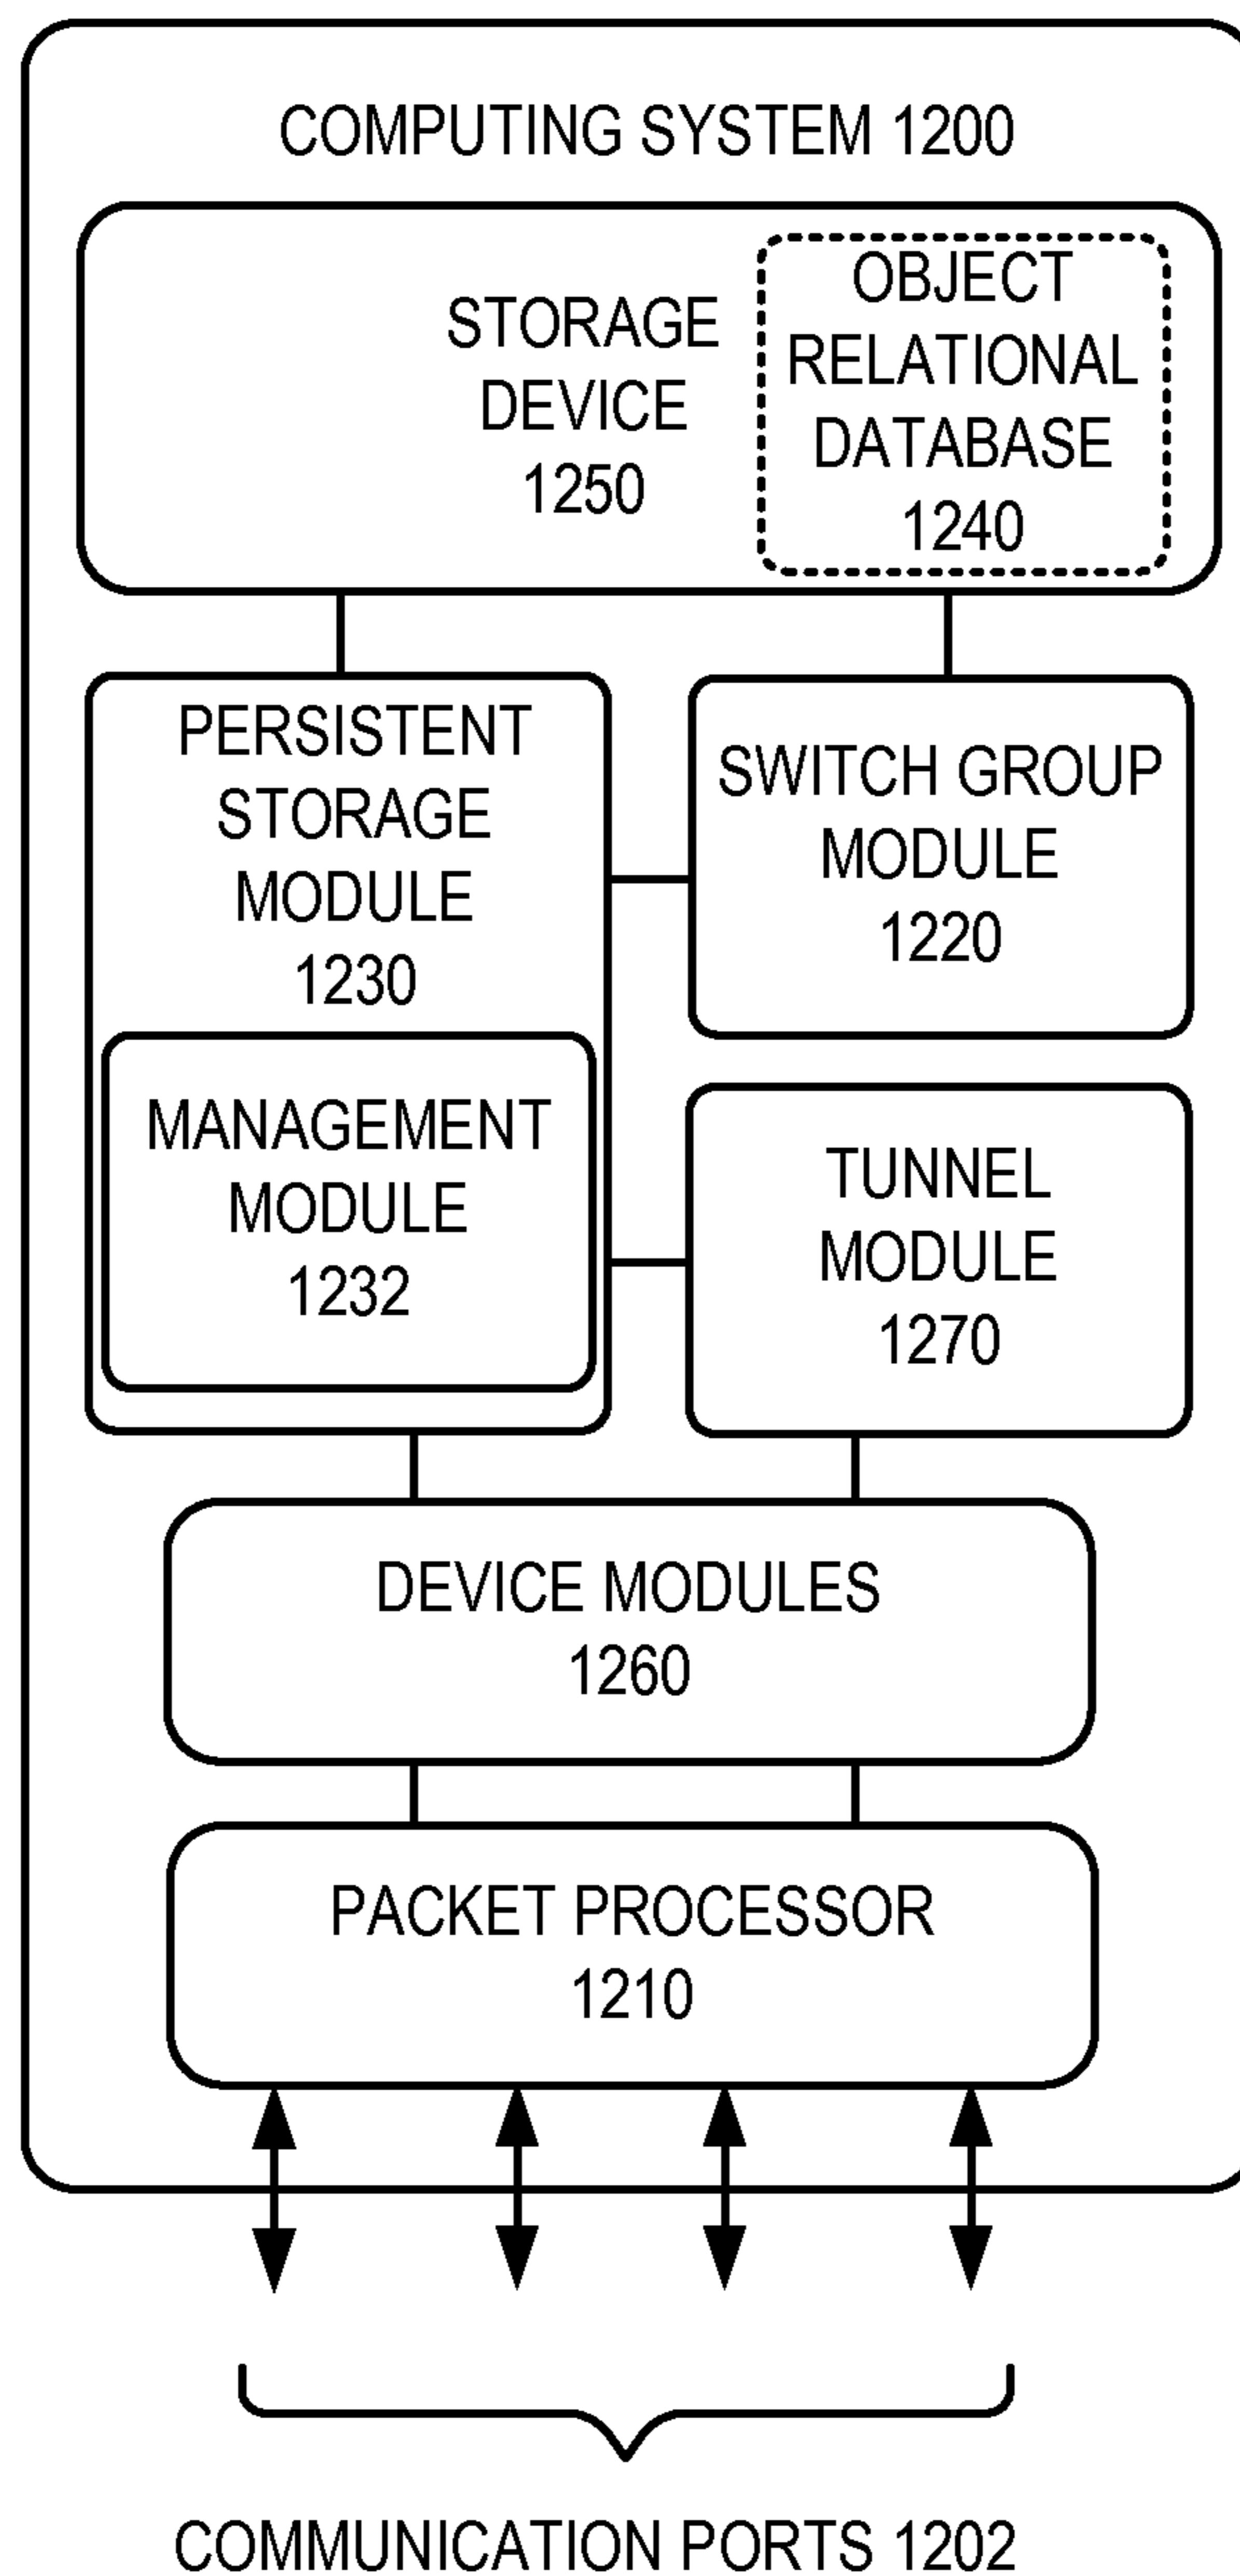 COMPUTING SYSTEM 1200
STORAGE
DEVICE
1250
OBJECT
RELATIONAL
DATABASE
1240
PERSISTENT
STORAGE
MODULE
1230
SWITCH GROUP
MODULE
1220
MANAGEMENT
MODULE
1232
TUNNEL
MODULE
1270
DEVICE MODULES
1260
PACKET PROCESSOR
1210
COMMUNICATION PORTS 1202